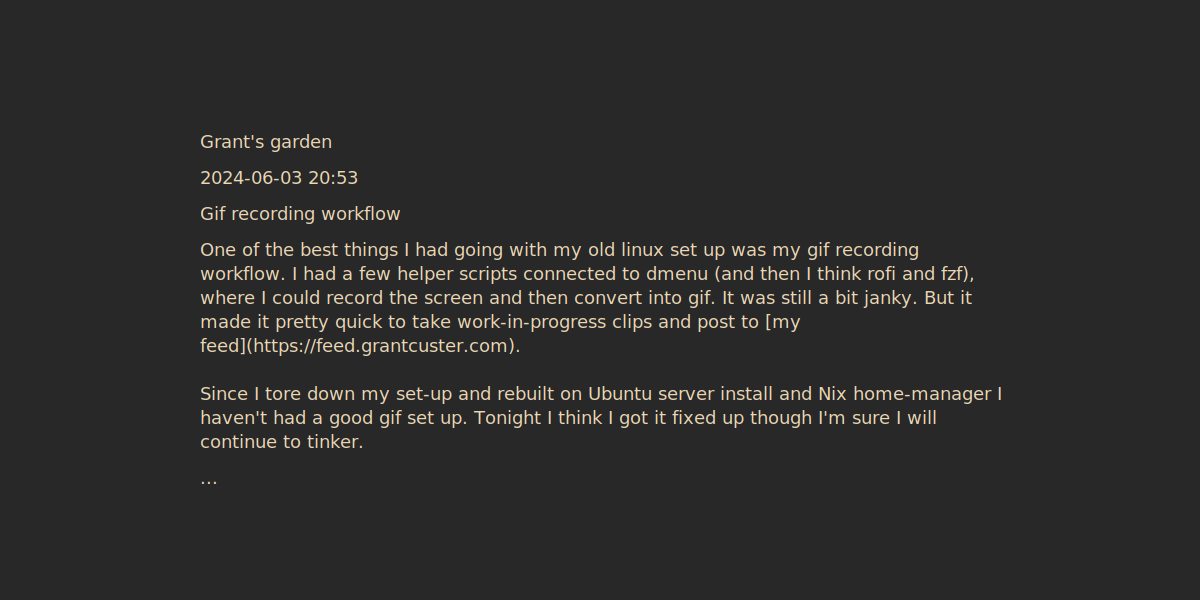 Grant's garden
2024-06-03 20:53
Gif recording workflow
One of the best things I had going with my old linux set up was my gif recording
workflow. I had a few helper scripts connected to dmenu (and then I think rofi and fzf),
where I could record the screen and then convert into gif. It was still a bit janky. But it
made it pretty quick to take work-in-progress clips and post to [my
feed](https://feed.grantcuster.com).
Since I tore down my set-up and rebuilt on Ubuntu server install and Nix home-manager I
haven't had a good gif set up. Tonight I think I got it fixed up though I'm sure I will
continue to tinker.
...